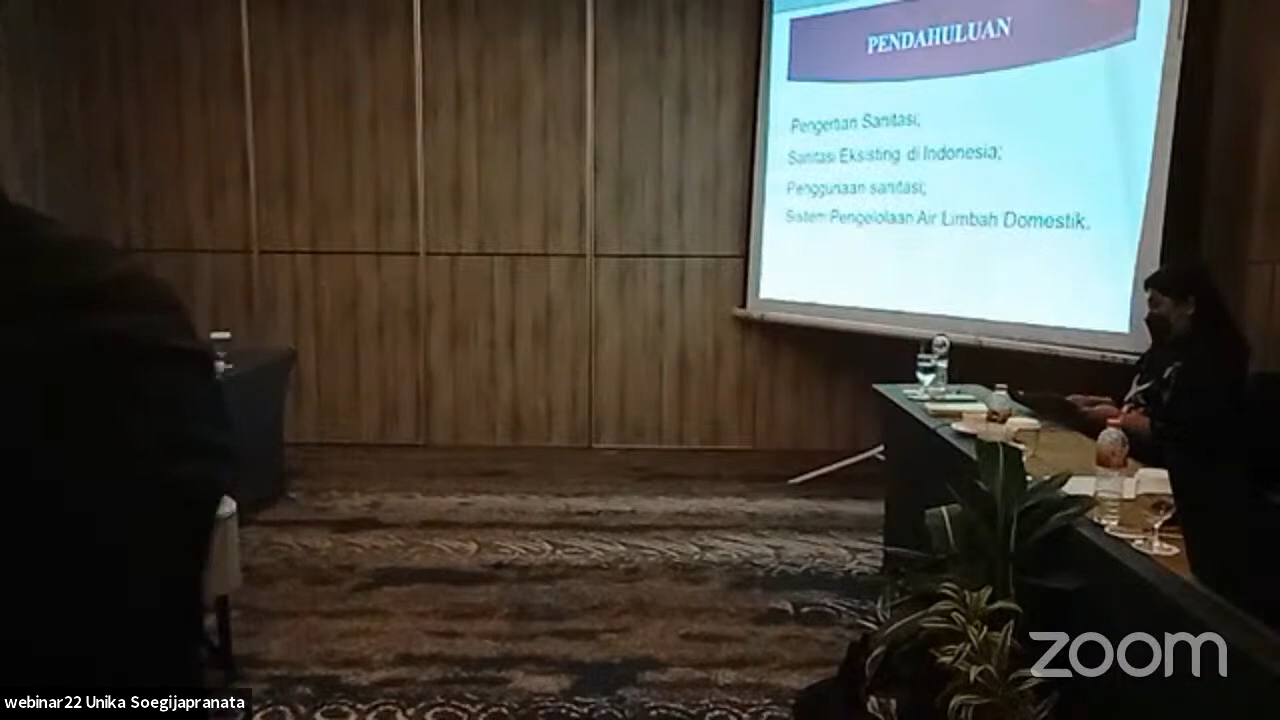 PENDAHULUAN
Pengertian Sanitasi;
Sanitasi Eksisting di Indonesia;
Penggunaan sanitasi;
Sistem Pengelolaan Air Limbah Domestik.
zoom
webinar22 Unika Soegijapranata